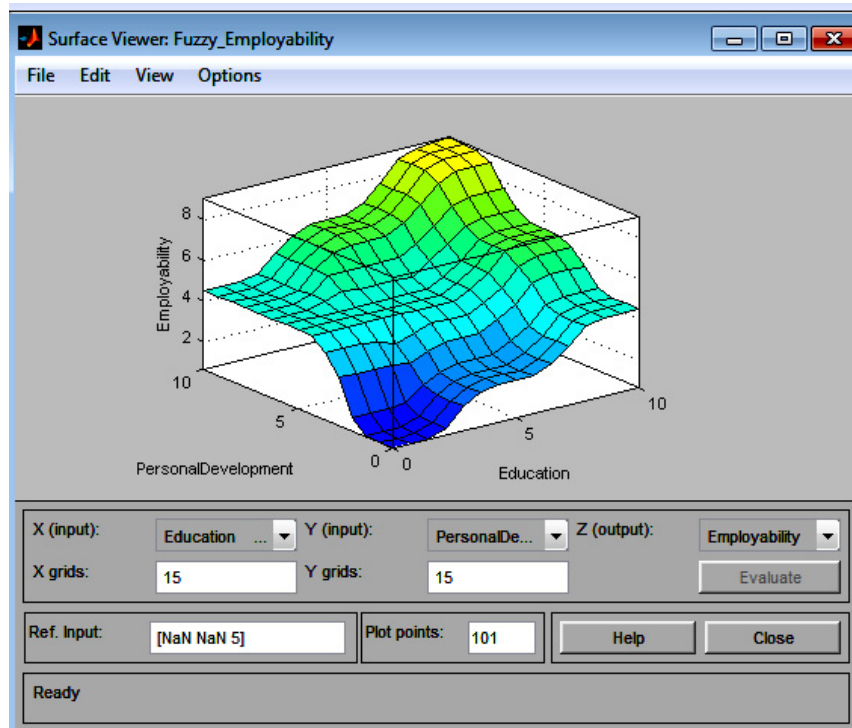 Surface Viewer: Fuzzy_Employability
File Edit View Options
8
6
4
2
10
5
0
0
5
10
Employability
PersonalDevelopment
Education
X (input): Education ... Y (input): PersonalDe... Z (output): Employability
X grids: 15 Y grids: 15 Evaluate
Ref. Input: [NaN NaN 5] Plot points: 101 Help Close
Ready